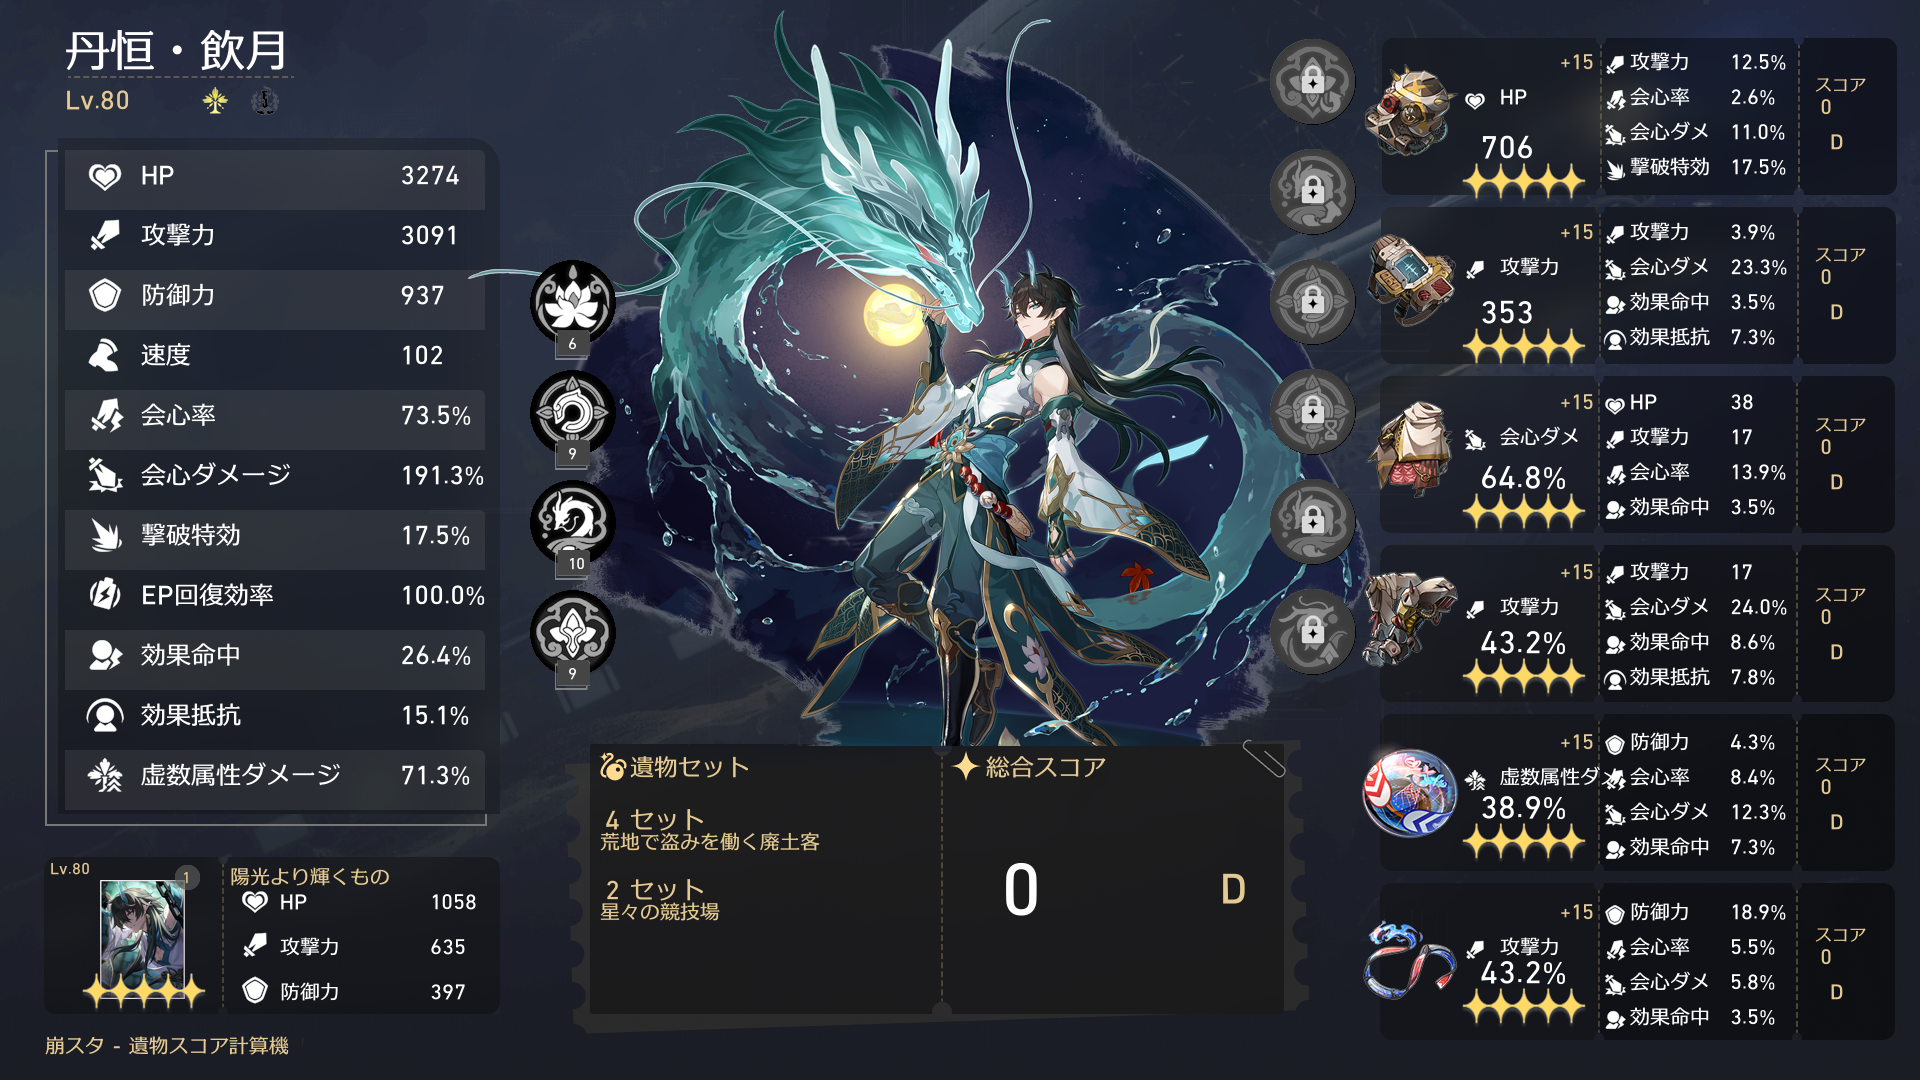 丹恒・飲月
Lv.80
5
HP 3274
攻撃力 3091
防御力 937
速度 102
会心率 73.5%
会心ダメージ 191.3%
撃破特効 17.5%
EP回復効率 100.0%
効果命中 26.4%
効果抵抗 15.1%
虚数属性ダメージ 71.3%
Lv.80
1
陽光より輝くもの
HP 1058
攻撃力 635
防御力 397
崩スタ - 遺物スコア計算機
6
9
10
9
遺物セット
4 セット
荒地で盗みを働く廃土客
2 セット
星々の競技場
総合スコア
0 D
+15
HP
706
攻撃力 12.5%
会心率 2.6%
会心ダメ 11.0%
撃破特効 17.5%
スコア
0
D
+15
攻撃力
353
攻撃力 3.9%
会心ダメ 23.3%
効果命中 3.5%
効果抵抗 7.3%
スコア
0
D
+15
会心ダメ
64.8%
HP 38
攻撃力 17
会心率 13.9%
効果命中 3.5%
スコア
0
D
+15
攻撃力
43.2%
攻撃力 17
会心ダメ 24.0%
効果命中 8.6%
効果抵抗 7.8%
スコア
0
D
+15
虚数属性ダメ
38.9%
防御力 4.3%
会心率 8.4%
会心ダメ 12.3%
効果命中 7.3%
スコア
0
D
+15
攻撃力
43.2%
防御力 18.9%
会心率 5.5%
会心ダメ 5.8%
効果命中 3.5%
スコア
0
D